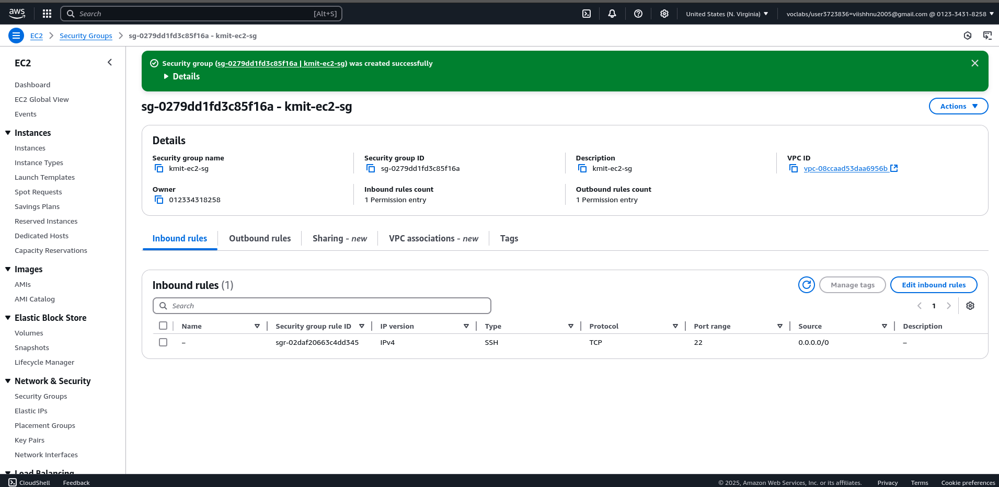 aws
Search [Alt+S]
United States (N. Virginia)
voclabs/user3723836=viishhnu2005@gmail.com @ 0123-3431-8258
EC2
Security Groups
sg-0279dd1fd3c85f16a - kmit-ec2-sg
EC2
Dashboard
EC2 Global View
Events
Instances
Instances
Instance Types
Launch Templates
Spot Requests
Savings Plans
Reserved Instances
Dedicated Hosts
Capacity Reservations
Images
AMIs
AMI Catalog
Elastic Block Store
Volumes
Snapshots
Lifecycle Manager
Network & Security
Security Groups
Elastic IPs
Placement Groups
Key Pairs
Network Interfaces
Load Balancing
Security group (sg-0279dd1fd3c85f16a | kmit-ec2-sg) was created successfully
Details
sg-0279dd1fd3c85f16a - kmit-ec2-sg
Actions
Details
Security group name
kmit-ec2-sg
Security group ID
sg-0279dd1fd3c85f16a
Description
kmit-ec2-sg
VPC ID
vpc-08ccaad53daa6956b
Owner
012334318258
Inbound rules count
1 Permission entry
Outbound rules count
1 Permission entry
Inbound rules
Outbound rules
Sharing - new
VPC associations - new
Tags
Inbound rules (1)
Manage tags
Edit inbound rules
Search
1
Name Security group rule ID IP version Type Protocol Port range Source Description
– sgr-02daf20663c4dd345 IPv4 SSH TCP 22 0.0.0.0/0 –
CloudShell
Feedback
© 2025, Amazon Web Services, Inc. or its affiliates.
Privacy
Terms
Cookie preferences